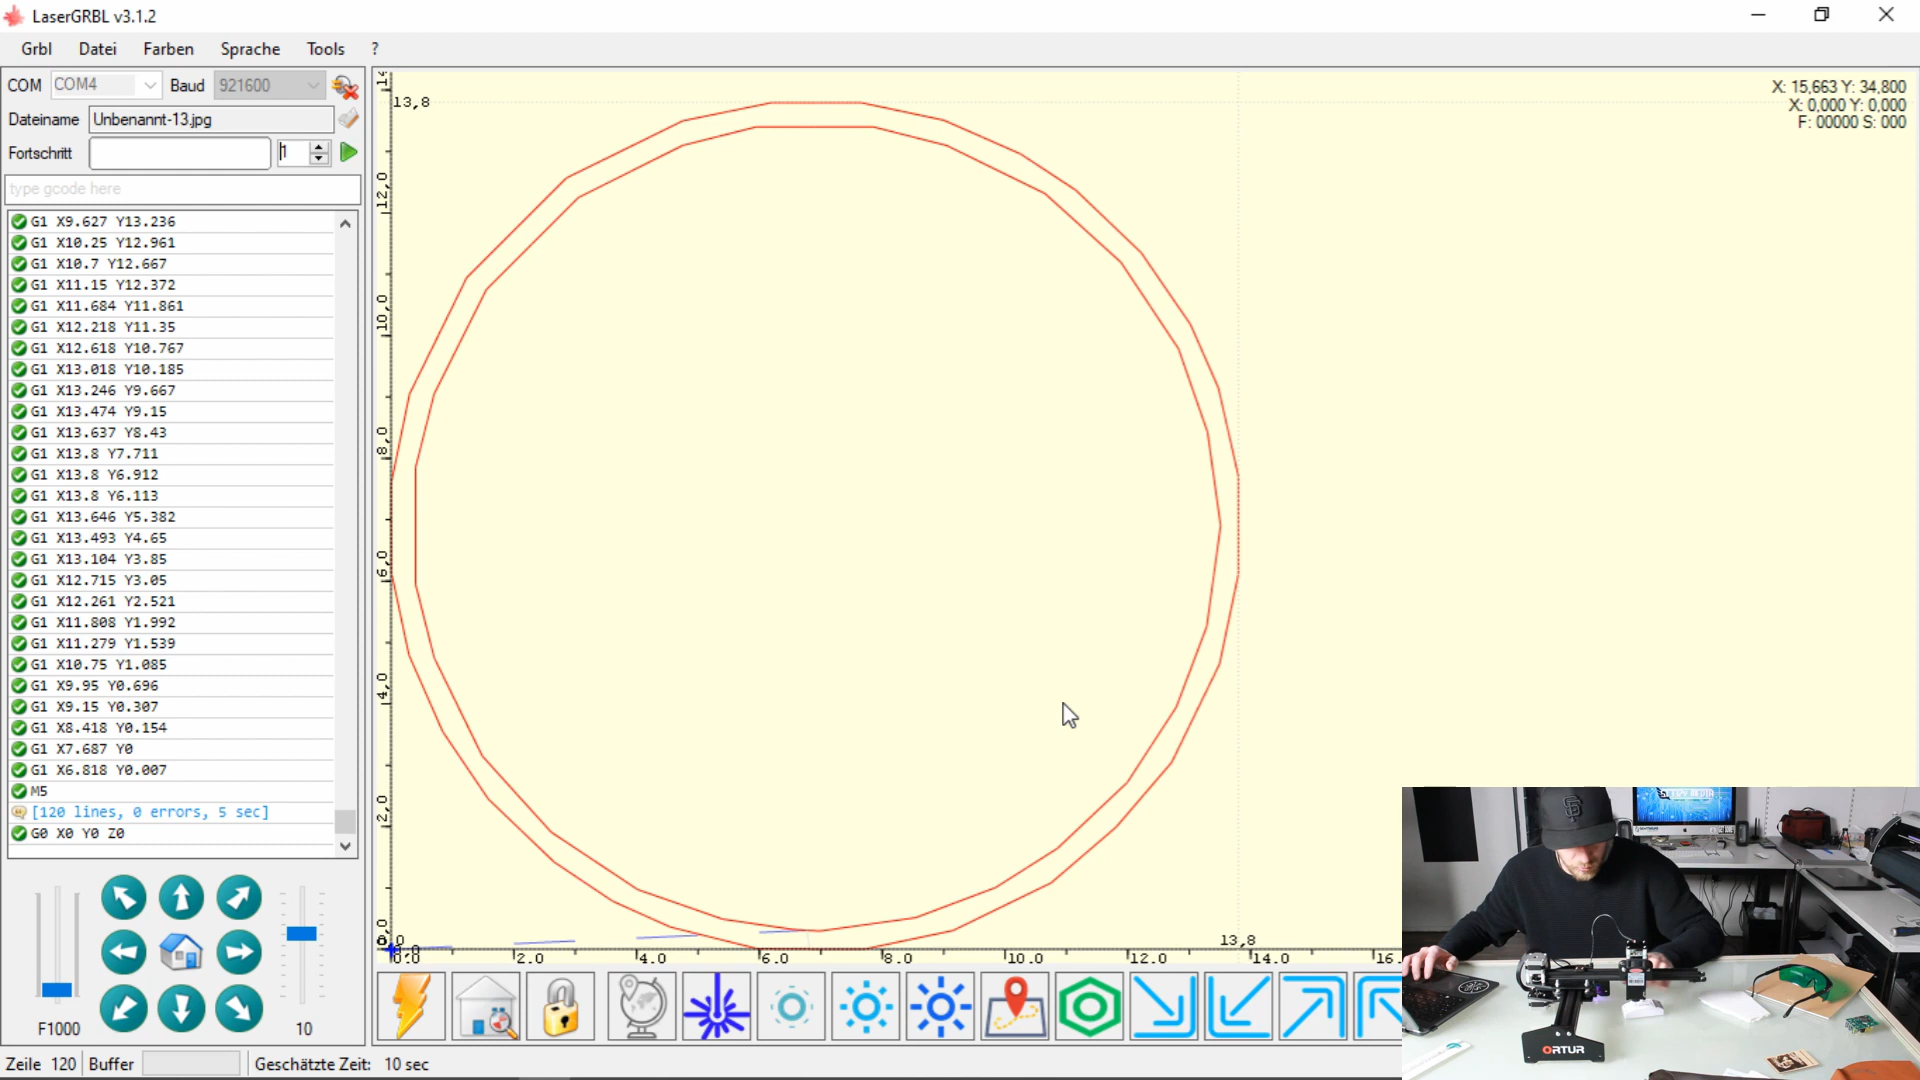 LaserGRBL v3.1.2
Grbl Datei Farben Sprache Tools ?
COM COM4 Baud 921600
Dateiname Unbenannt-13.jpg
Fortschritt 1
type gcode here
G1 X9.627 Y13.236
G1 X10.25 Y12.961
G1 X10.7 Y12.667
G1 X11.15 Y12.372
G1 X11.684 Y11.861
G1 X12.218 Y11.35
G1 X12.618 Y10.767
G1 X13.018 Y10.185
G1 X13.246 Y9.667
G1 X13.474 Y9.15
G1 X13.637 Y8.43
G1 X13.8 Y7.711
G1 X13.8 Y6.912
G1 X13.8 Y6.113
G1 X13.646 Y5.382
G1 X13.493 Y4.65
G1 X13.104 Y3.85
G1 X12.715 Y3.05
G1 X12.261 Y2.521
G1 X11.808 Y1.992
G1 X11.279 Y1.539
G1 X10.75 Y1.085
G1 X9.95 Y0.696
G1 X9.15 Y0.307
G1 X8.418 Y0.154
G1 X7.687 Y0
G1 X6.818 Y0.007
M5
[120 lines, 0 errors, 5 sec]
G0 X0 Y0 Z0
F1000
10
Zeile 120 Buffer Geschätzte Zeit: 10 sec
X: 15,663 Y: 34,800
X: 0,000 Y: 0,000
F: 00000 S: 000
13,8
12,0
10,0
8,0
6,0
4,0
2,0
13,8
2,0 4,0 6,0 8,0 10,0 12,0 14,0 16,
ORTUR